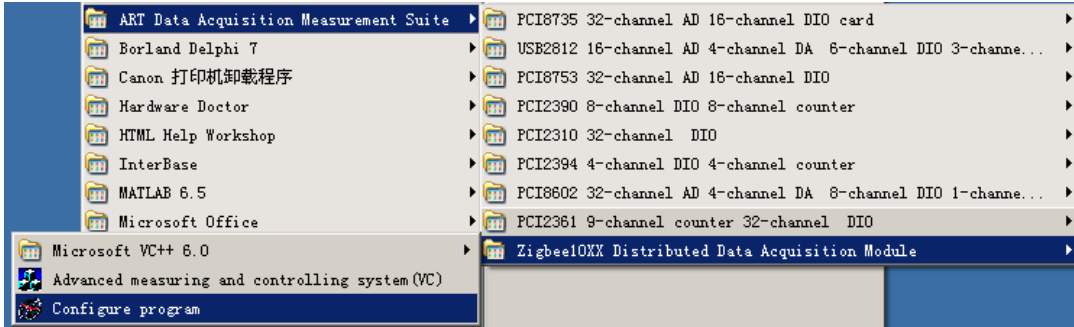 ART Data Acquisition Measurement Suite
Borland Delphi 7
Canon 打印机卸载程序
Hardware Doctor
HTML Help Workshop
InterBase
MATLAB 6.5
Microsoft Office
PCI8735 32-channel AD 16-channel DIO card
USB2812 16-channel AD 4-channel DA 6-channel DIO 3-channe...
PCI8753 32-channel AD 16-channel DIO
PCI2390 8-channel DIO 8-channel counter
PCI2310 32-channel DIO
PCI2394 4-channel DIO 4-channel counter
PCI8602 32-channel AD 4-channel DA 8-channel DIO 1-channe...
PCI2361 9-channel counter 32-channel DIO
Zigbee10XX Distributed Data Acquisition Module
Microsoft VC++ 6.0
Advanced measuring and controlling system(VC)
Configure program